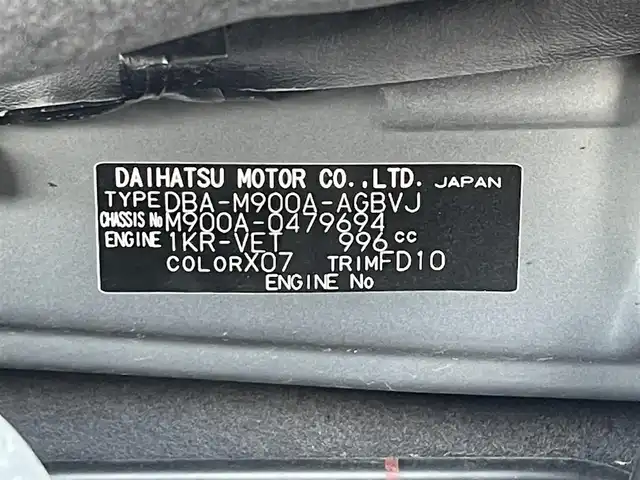 DAIHATSU MOTOR CO.,LTD. JAPAN
TYPE DBA-M900A-AGBVJ
CHASSIS No M900A-0479694
ENGINE 1KR-VET 996 cc
COLOR X07 TRIM FD10
ENGINE No